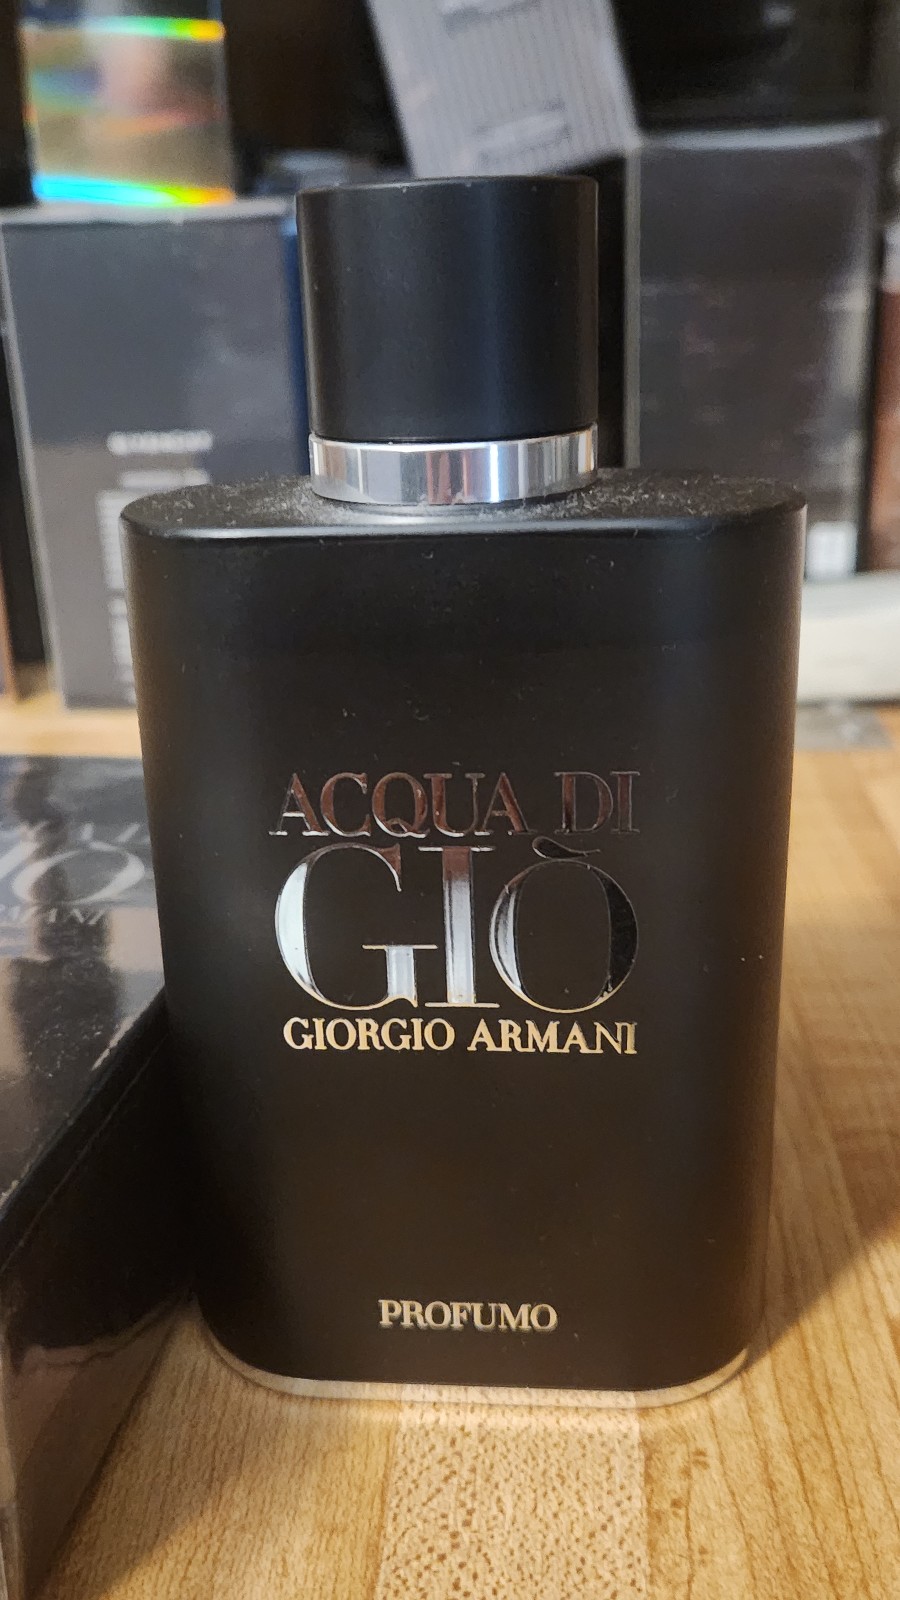 ACQUA DI
GIÒ
GIORGIO ARMANI
PROFUMO